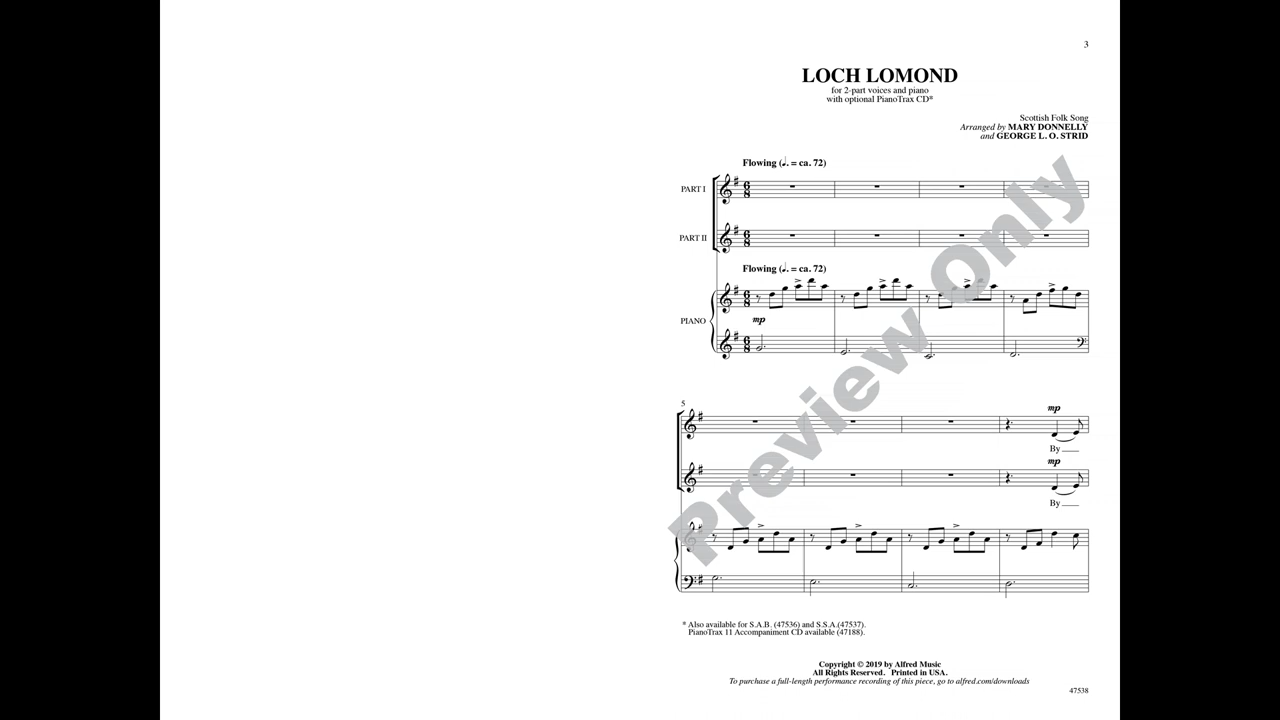 3
LOCH LOMOND
for 2-part voices and piano
with optional PianoTrax CD*
Scottish Folk Song
Arranged by MARY DONNELLY
and GEORGE L. O. STRID
Flowing (♩. = ca. 72)
PART I
PART II
Flowing (♩. = ca. 72)
PIANO
mp
5
mp
By
mp
By
Preview Only
* Also available for S.A.B. (47536) and S.S.A.(47537).
PianoTrax 11 Accompaniment CD available (47188).
Copyright © 2019 by Alfred Music
All Rights Reserved. Printed in USA.
To purchase a full-length performance recording of this piece, go to alfred.com/downloads
47538